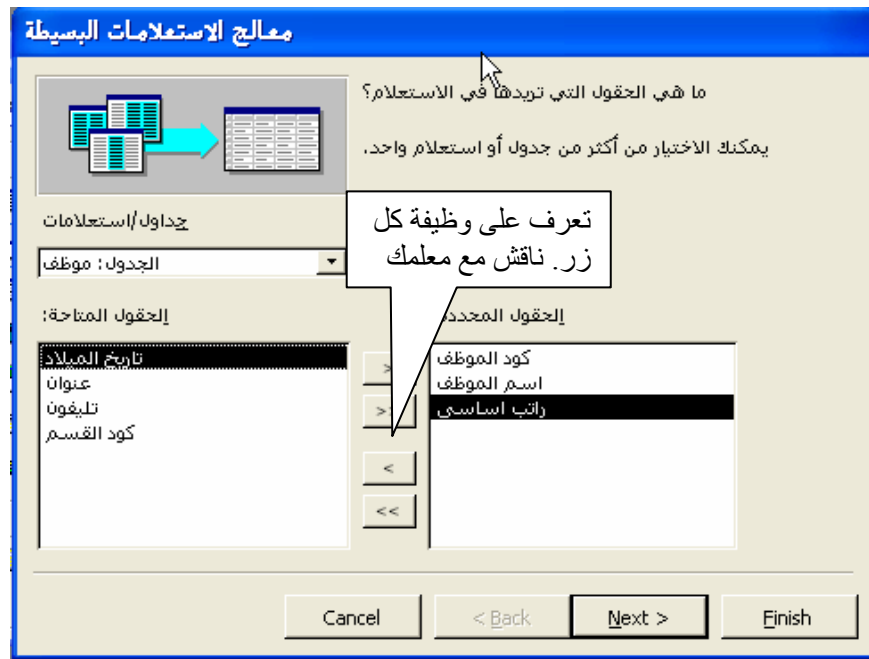 معالج الاستعلامات البسيطة
ما هي الحقول التي تريدها في الاستعلام؟
يمكنك الاختيار من أكثر من جدول أو استعلام واحد.
جداول/استعلامات
الجدول: موظف
تعرف على وظيفة كل
زر. ناقش مع معلمك
الحقول المتاحة:
تاريخ الميلاد
عنوان
تليفون
كود القسم
>
>>
<
<<
الحقول المحدد
كود الموظف
اسم الموظف
راتب اساسى
Cancel
< Back
Next >
Finish